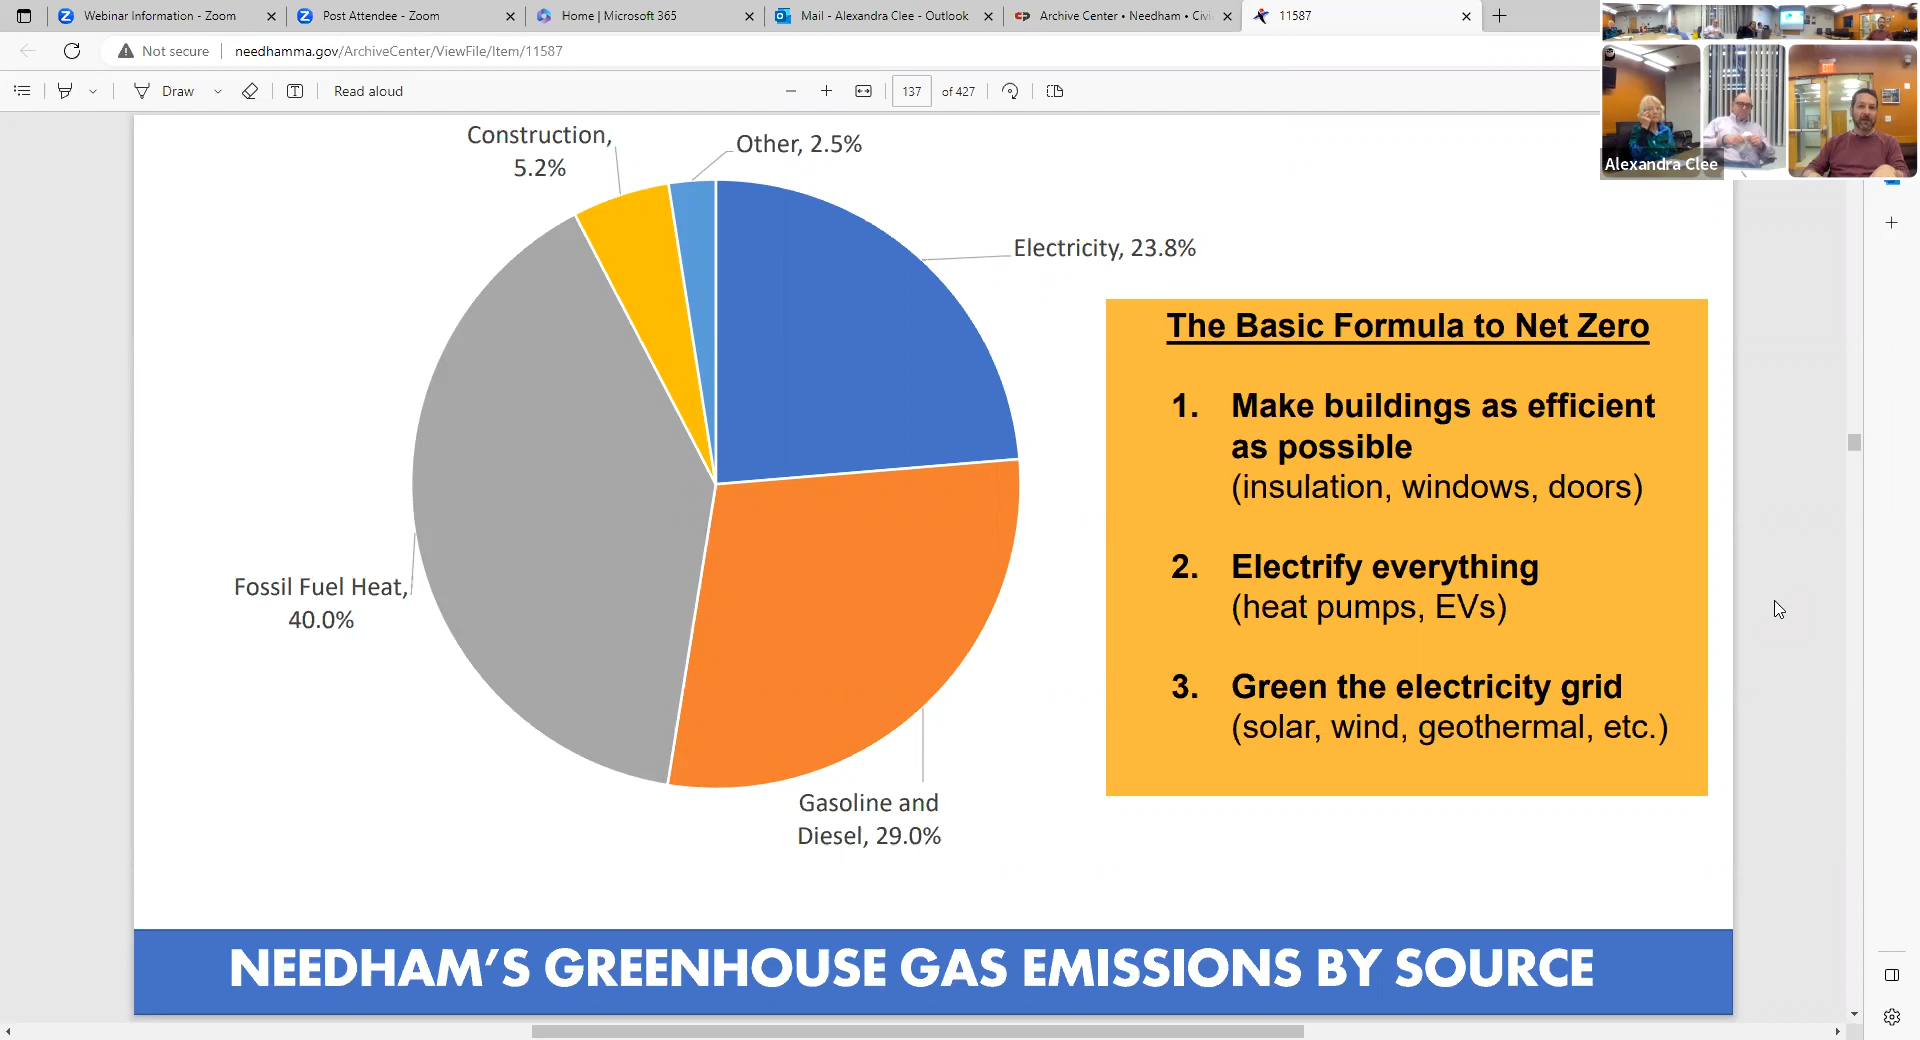 Webinar Information - Zoom
Post Attendee - Zoom
Home | Microsoft 365
Mail - Alexandra Clee - Outlook
Archive Center • Needham • Civi
11587
Not secure
needhamma.gov/ArchiveCenter/ViewFile/Item/11587
Draw
Read aloud
137
of 427
Alexandra Clee
Construction,
5.2%
Other, 2.5%
Electricity, 23.8%
Fossil Fuel Heat,
40.0%
Gasoline and
Diesel, 29.0%
The Basic Formula to Net Zero
1. Make buildings as efficient
as possible
(insulation, windows, doors)
2. Electrify everything
(heat pumps, EVs)
3. Green the electricity grid
(solar, wind, geothermal, etc.)
NEEDHAM'S GREENHOUSE GAS EMISSIONS BY SOURCE